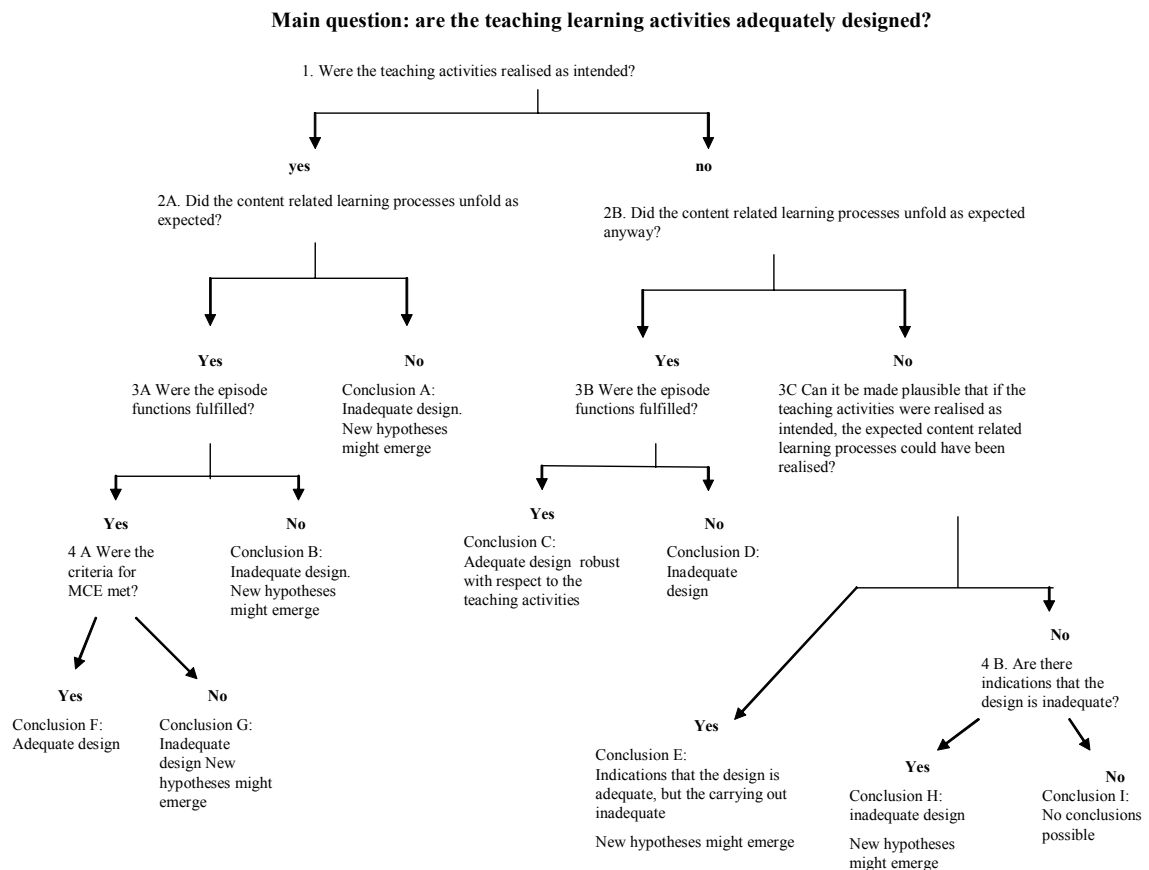 Main question: are the teaching learning activities adequately designed?
1. Were the teaching activities realised as intended?
yes
no
2A. Did the content related learning processes unfold as
expected?
2B. Did the content related learning processes unfold as expected
anyway?
Yes
No
Yes
No
3A Were the episode
functions fulfilled?
Conclusion A:
Inadequate design.
New hypotheses
might emerge
3B Were the episode
functions fulfilled?
3C Can it be made plausible that if the
teaching activities were realised as
intended, the expected content related
learning processes could have been
realised?
Yes
No
Yes
No
4 A Were the
criteria for
MCE met?
Conclusion B:
Inadequate design.
New hypotheses
might emerge
Conclusion C:
Adequate design robust
with respect to the
teaching activities
Conclusion D:
Inadequate
design
No
4 B. Are there
indications that the
design is inadequate?
Yes
No
Conclusion F:
Adequate design
Conclusion G:
Inadequate
design New
hypotheses might
emerge
Yes
Conclusion E:
Indications that the design is
adequate, but the carrying out
inadequate
New hypotheses might emerge
Yes
Conclusion H:
inadequate design
New hypotheses
might emerge
No
Conclusion I:
No conclusions
possible